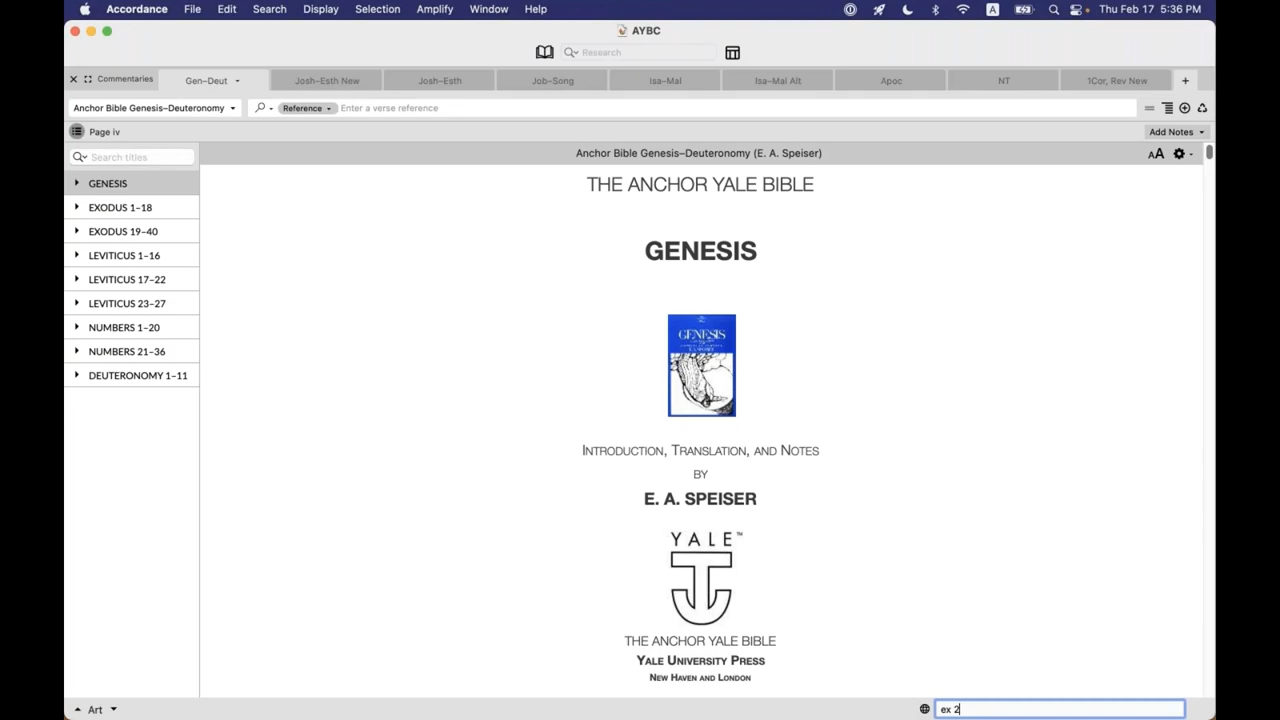 Accordance File Edit Search Display Selection Amplify Window Help A Thu Feb 17 5:36 PM
AYBC
Research
Commentaries Gen-Deut Josh-Esth New Josh-Esth Job-Song Isa-Mal Isa-Mal Alt Apoc NT 1Cor, Rev New +
Anchor Bible Genesis-Deuteronomy Reference Enter a verse reference
Page iv Add Notes
Search titles
Anchor Bible Genesis–Deuteronomy (E. A. Speiser) AA
GENESIS
EXODUS 1–18
EXODUS 19–40
LEVITICUS 1–16
LEVITICUS 17–22
LEVITICUS 23–27
NUMBERS 1–20
NUMBERS 21–36
DEUTERONOMY 1–11
THE ANCHOR YALE BIBLE
GENESIS
GENESIS
INTRODUCTION, TRANSLATION, AND NOTES
BY
E. A. SPEISER
YALE™
THE ANCHOR YALE BIBLE
YALE UNIVERSITY PRESS
NEW HAVEN AND LONDON
Art ex 2